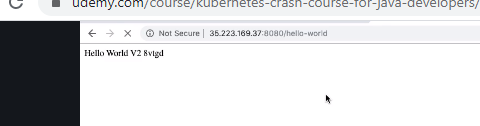 udemy.com/course/kubernetes-crash-course-for-java-developers/
Not Secure | 35.223.169.37:8080/hello-world
Hello World V2 8vtgd